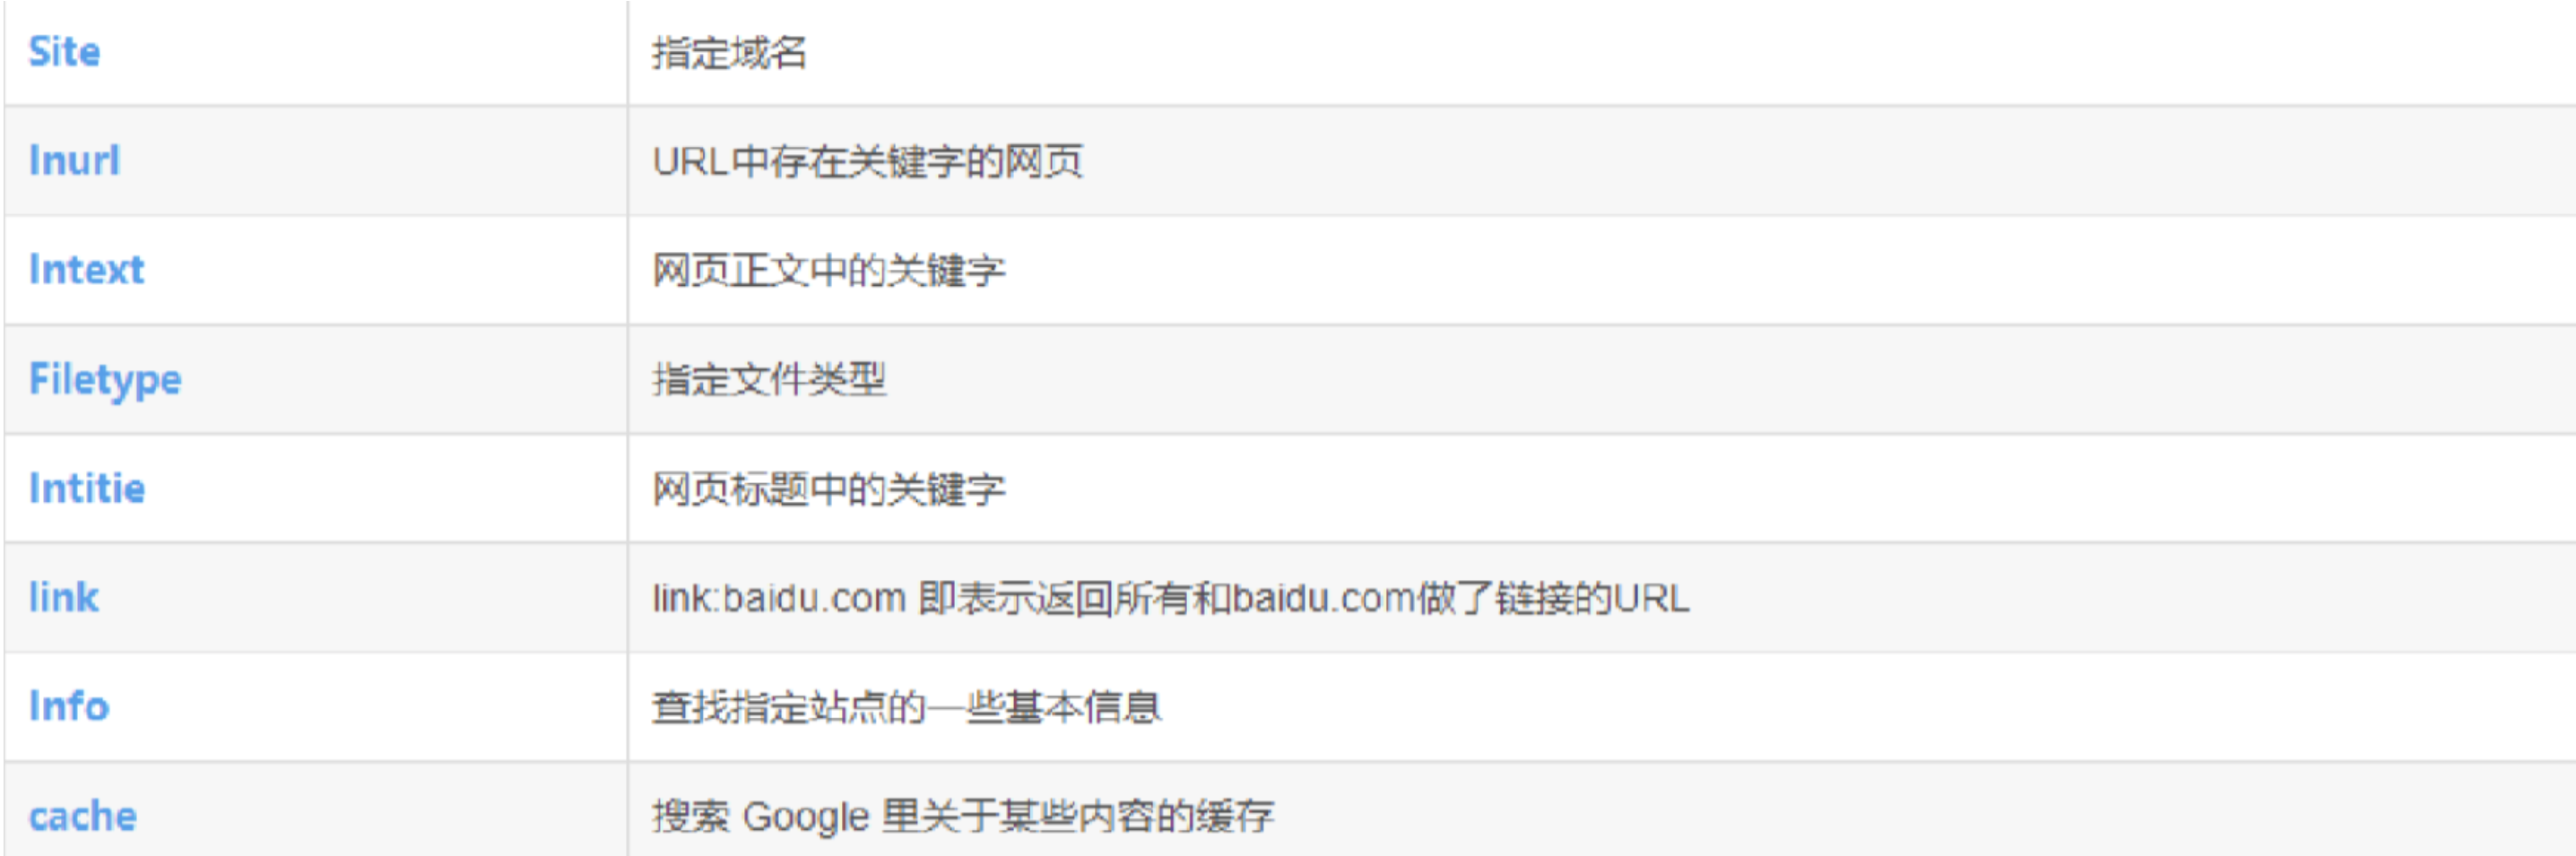 Site 指定域名
Inurl URL中存在关键字的网页
Intext 网页正文中的关键字
Filetype 指定文件类型
Intitie 网页标题中的关键字
link link:baidu.com 即表示返回所有和baidu.com做了链接的URL
Info 查找指定站点的一些基本信息
cache 搜索 Google 里关于某些内容的缓存